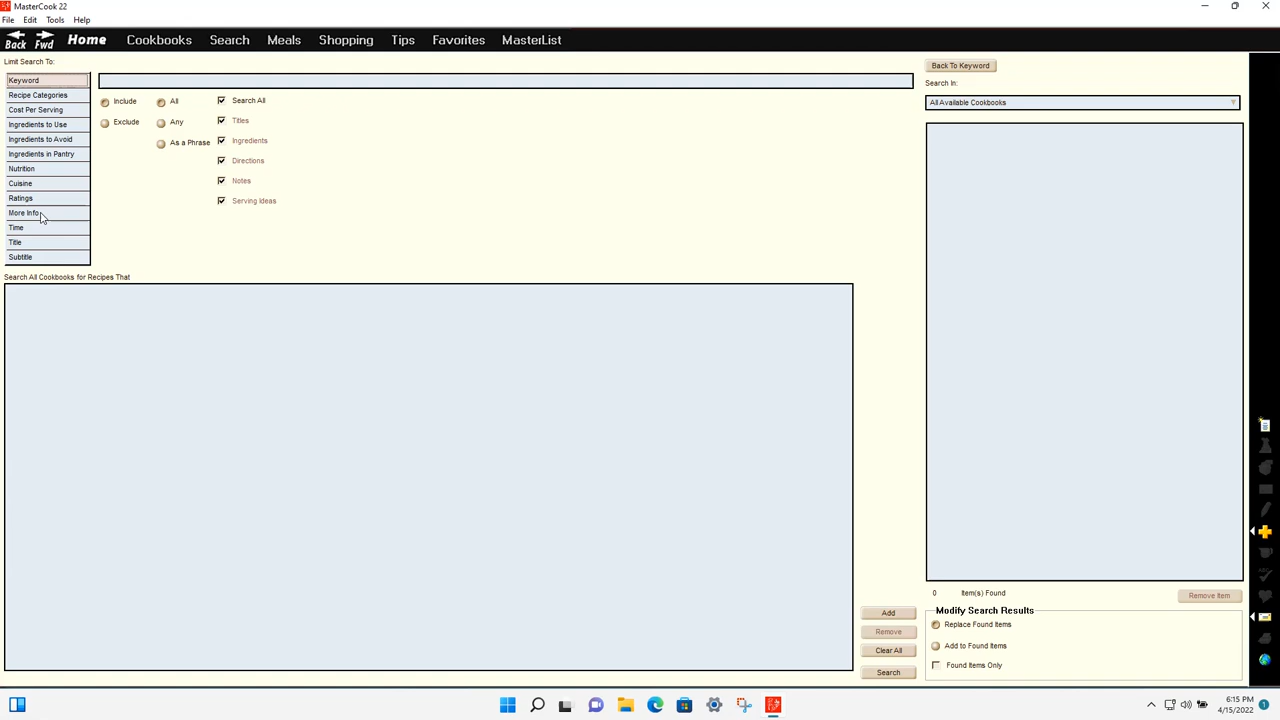 MasterCook 22
File Edit Tools Help
Back Fwd Home Cookbooks Search Meals Shopping Tips Favorites MasterList
Limit Search To:
Back To Keyword
Keyword
Search In:
Recipe Categories
Include All Search All
All Available Cookbooks
Cost Per Serving
Exclude Any Titles
Ingredients to Use
Ingredients to Avoid
As a Phrase Ingredients
Ingredients in Pantry
Directions
Nutrition
Notes
Cuisine
Serving Ideas
Ratings
More Info
Time
Title
Subtitle
Search All Cookbooks for Recipes That
0 Item(s) Found
Remove Item
Add
Modify Search Results
Remove
Replace Found Items
Clear All
Add to Found Items
Search
Found Items Only
ABC
6:15 PM
4/15/2022
1